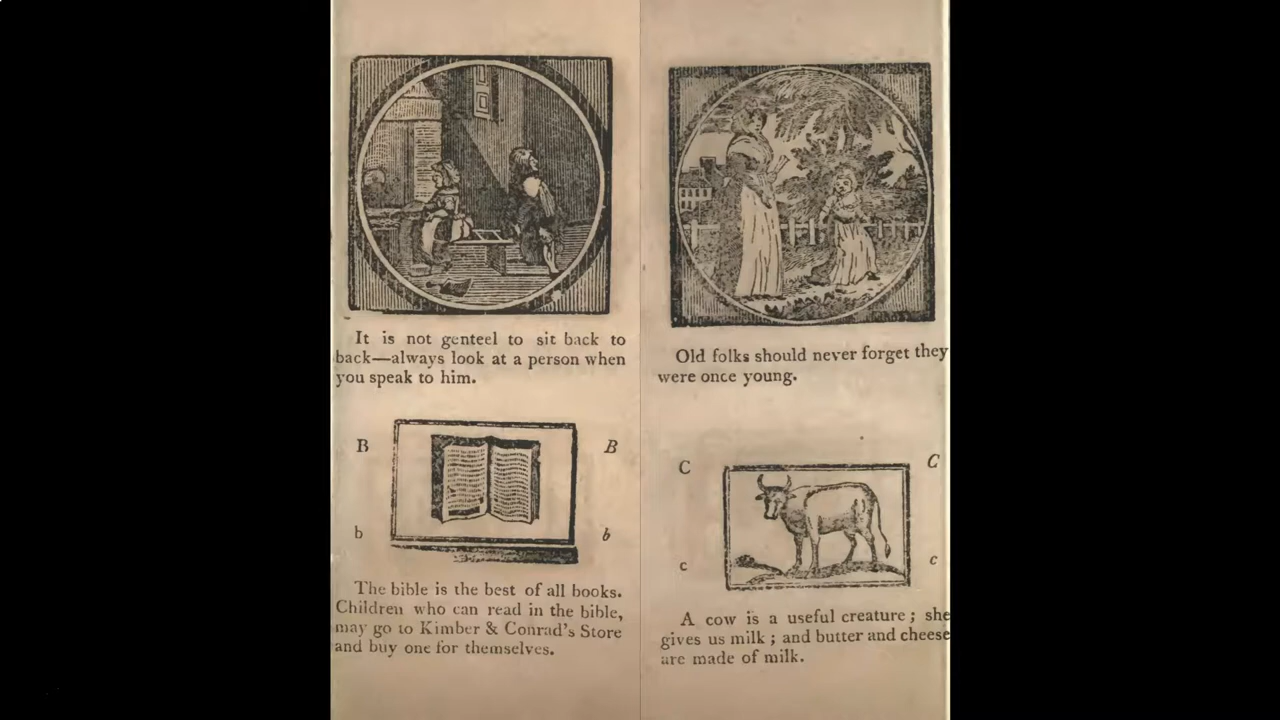 It is not genteel to sit back to
back—always look at a person when
you speak to him.
B B
b b
The bible is the best of all books.
Children who can read in the bible,
may go to Kimber & Conrad's Store
and buy one for themselves.
Old folks should never forget they
were once young.
C C
c c
A cow is a useful creature; she
gives us milk; and butter and cheese
are made of milk.